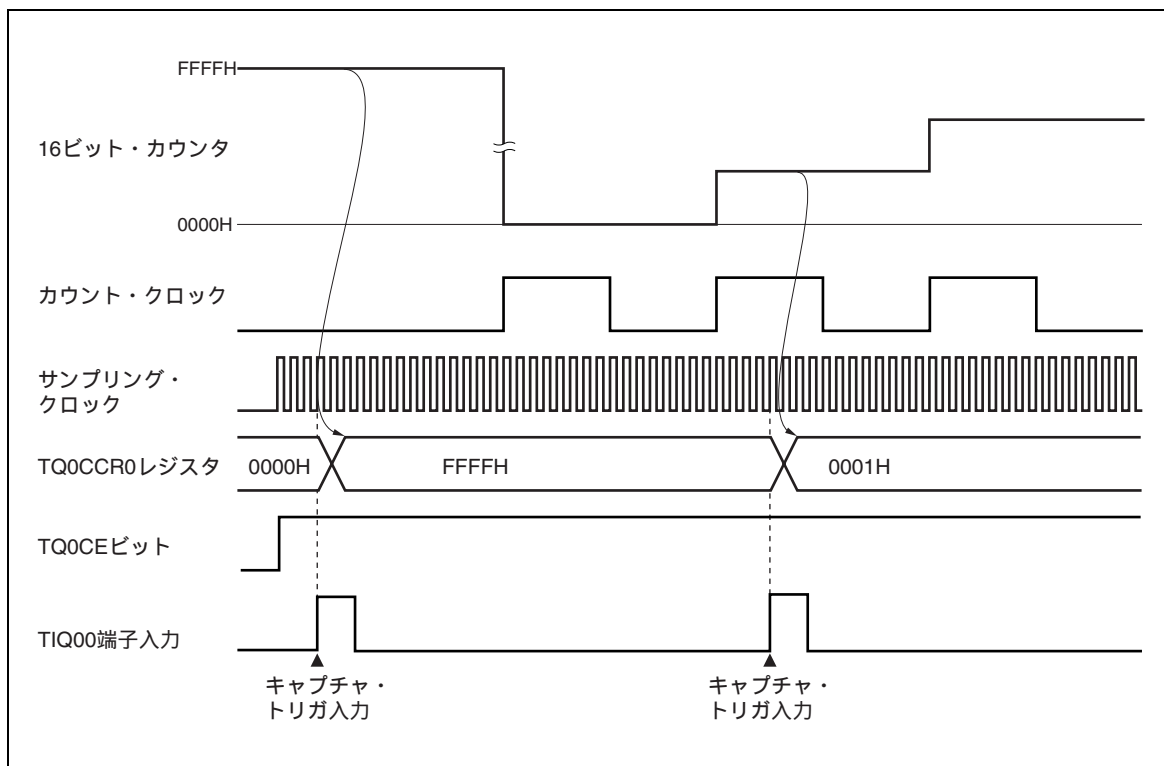 FFFFH
16ビット・カウンタ
0000H
カウント・クロック
サンプリング・
クロック
TQ0CCR0レジスタ 0000H FFFFH 0001H
TQ0CEビット
TIQ00端子入力
キャプチャ・
トリガ入力
キャプチャ・
トリガ入力